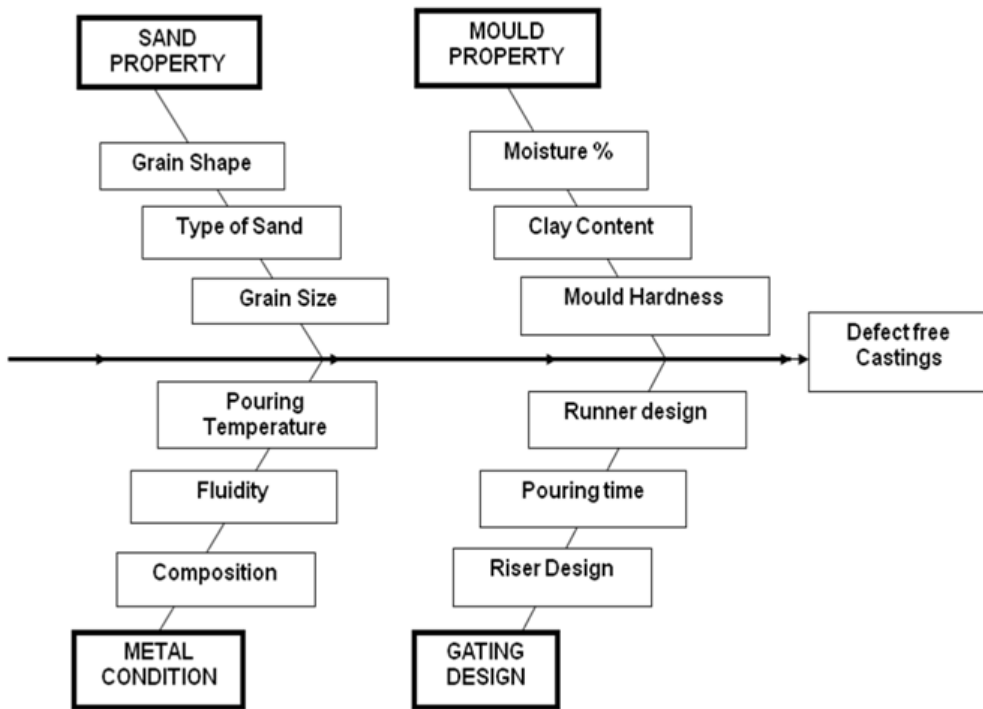 SAND
PROPERTY
MOULD
PROPERTY
Grain Shape
Moisture %
Type of Sand
Clay Content
Grain Size
Mould Hardness
Defect free
Castings
Pouring
Temperature
Runner design
Fluidity
Pouring time
Composition
Riser Design
METAL
CONDITION
GATING
DESIGN